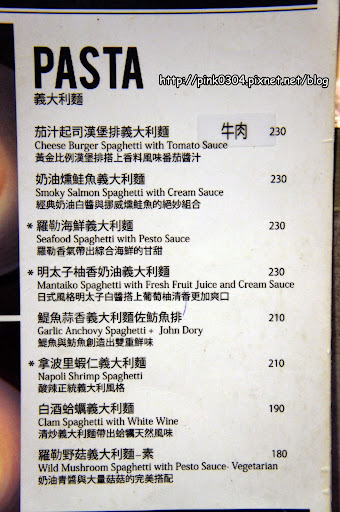 PASTA
http://pink0304.pixnet.net/blog
義大利麵
茄汁起司漢堡排義大利麵 牛肉 230
Cheese Burger Spaghetti with Tomato Sauce
黃金比例漢堡排搭上香料風味番茄醬汁
奶油燻鮭魚義大利麵 230
Smoky Salmon Spaghetti with Cream Sauce
經典奶油白醬與挪威燻鮭魚的絕妙組合
* 羅勒海鮮義大利麵 230
Seafood Spaghetti with Pesto Sauce
羅勒香氣帶出綜合海鮮的甘甜
* 明太子柚香奶油義大利麵 230
Mantaiko Spaghetti with Fresh Fruit Juice and Cream Sauce
日式風格明太子白醬搭上葡萄柚清香更加爽口
鯷魚蒜香義大利麵佐魴魚排 210
Garlic Anchovy Spaghetti + John Dory
鯷魚與魴魚創造出雙重鮮味
* 拿波里蝦仁義大利麵 210
Napoli Shrimp Spaghetti
酸辣正統義大利風格
白酒蛤蠣義大利麵 190
Clam Spaghetti with White Wine
清炒義大利麵帶出蛤蠣天然風味
羅勒野菇義大利麵-素 180
Wild Mushroom Spaghetti with Pesto Sauce- Vegetarian
奶油青醬與大量菇菇的完美搭配